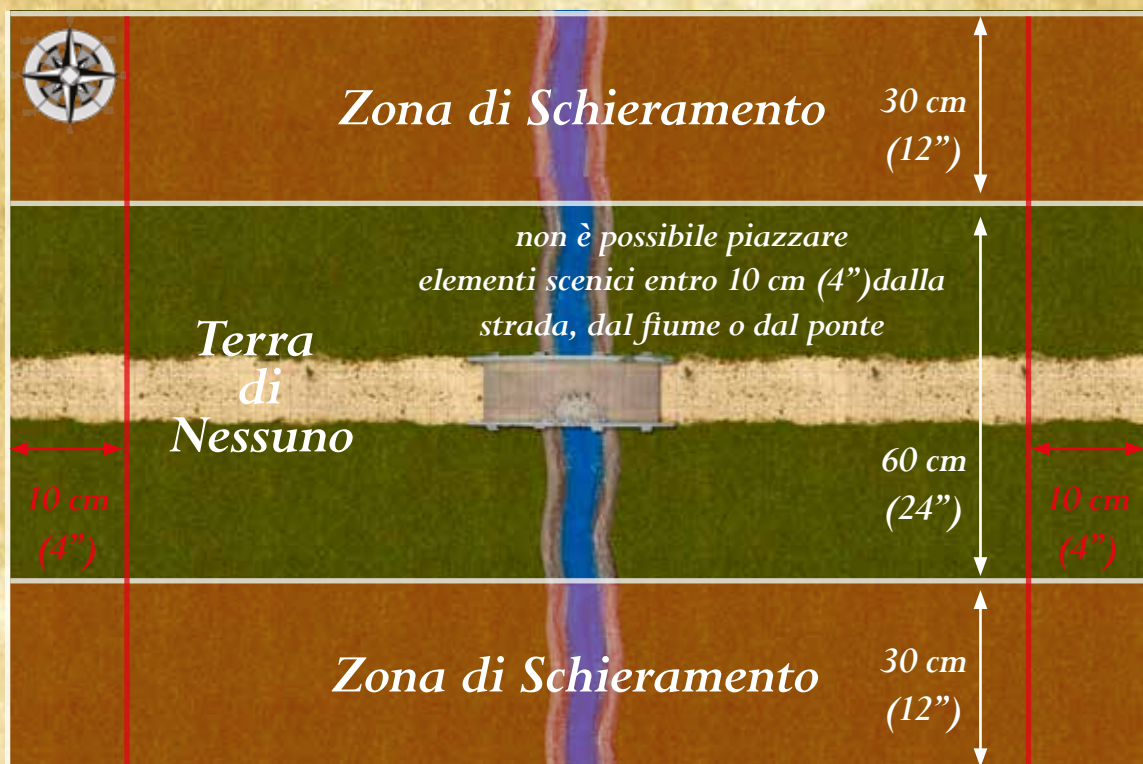 Zona di Schieramento
30 cm
(12”)
non è possibile piazzare
elementi scenici entro 10 cm (4”)dalla
strada, dal fiume o dal ponte
Terra
di
Nessuno
10 cm
(4”)
60 cm
(24”)
10 cm
(4”)
Zona di Schieramento
30 cm
(12”)